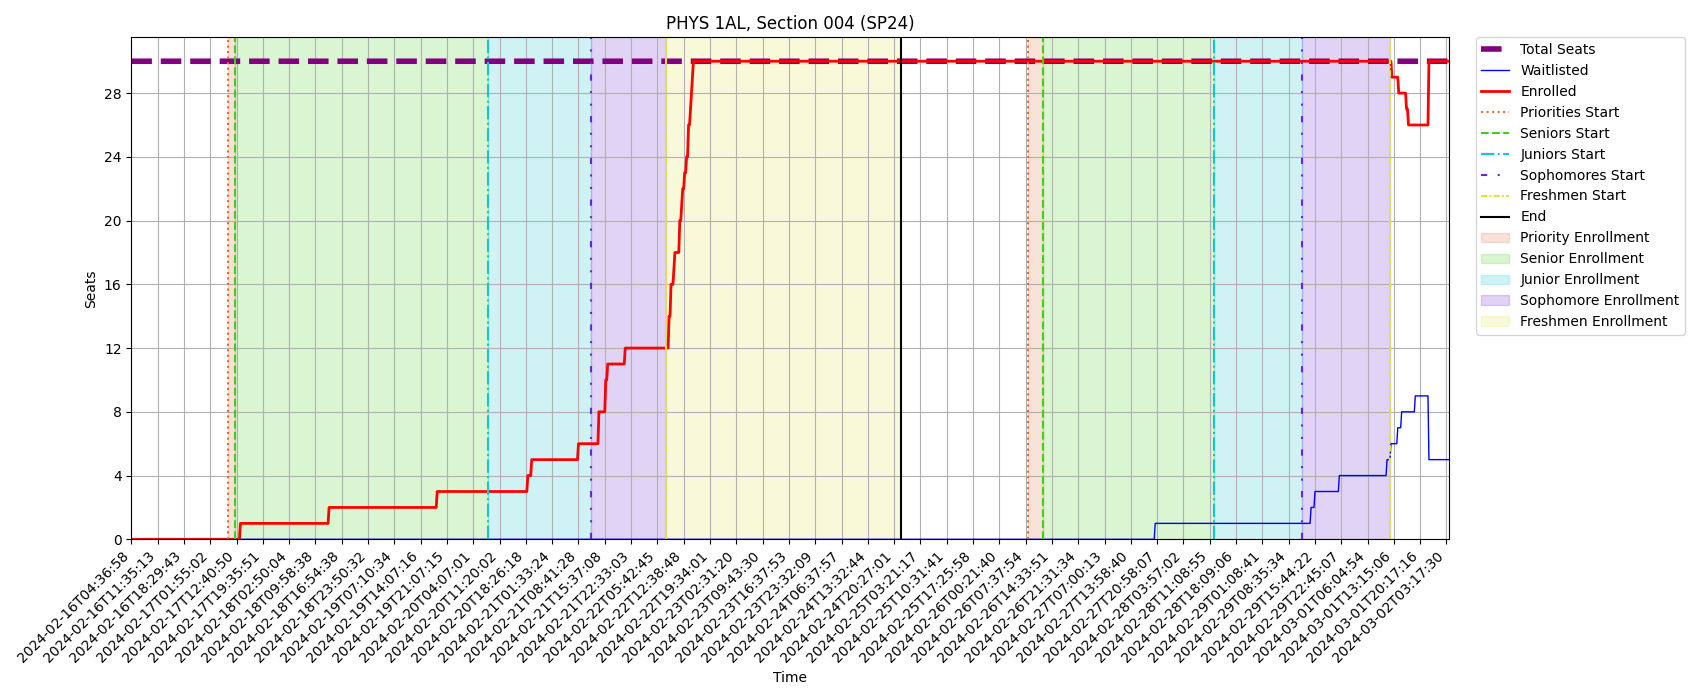 PHYS 1AL, Section 004 (SP24)
Total Seats
Waitlisted
Enrolled
Priorities Start
Seniors Start
Juniors Start
Sophomores Start
Freshmen Start
End
Priority Enrollment
Senior Enrollment
Junior Enrollment
Sophomore Enrollment
Freshmen Enrollment
Seats
28
24
20
16
12
8
4
0
2024-02-16T04:36:58
2024-02-16T11:35:13
2024-02-16T18:29:43
2024-02-17T01:55:02
2024-02-17T12:40:50
2024-02-17T19:35:51
2024-02-18T02:50:04
2024-02-18T09:58:38
2024-02-18T16:54:38
2024-02-18T23:50:32
2024-02-19T07:10:34
2024-02-19T14:07:16
2024-02-19T21:07:15
2024-02-20T04:07:01
2024-02-20T11:20:02
2024-02-20T18:26:18
2024-02-21T01:33:24
2024-02-21T08:41:28
2024-02-21T15:37:08
2024-02-21T22:33:03
2024-02-22T05:42:45
2024-02-22T12:38:48
2024-02-22T19:34:01
2024-02-23T02:31:20
2024-02-23T09:43:30
2024-02-23T16:37:53
2024-02-23T23:32:09
2024-02-24T06:37:57
2024-02-24T13:32:44
2024-02-24T20:27:01
2024-02-25T03:21:17
2024-02-25T10:31:41
2024-02-25T17:25:58
2024-02-26T00:21:40
2024-02-26T07:37:54
2024-02-26T14:33:51
2024-02-26T21:31:34
2024-02-27T07:00:13
2024-02-27T13:58:40
2024-02-27T20:58:07
2024-02-28T03:57:02
2024-02-28T11:08:55
2024-02-28T18:09:06
2024-02-29T01:08:41
2024-02-29T08:35:34
2024-02-29T15:44:22
2024-02-29T22:45:07
2024-03-01T06:04:54
2024-03-01T13:15:06
2024-03-01T20:17:16
2024-03-02T03:17:30
Time